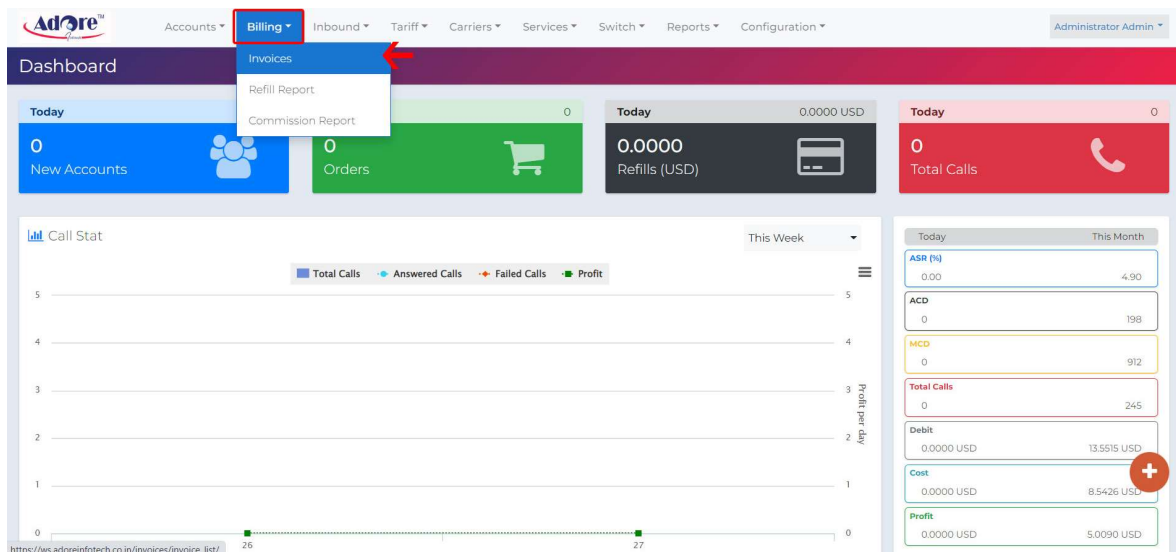 Adore™
Infotech
Accounts Billing Inbound Tariff Carriers Services Switch Reports Configuration Administrator Admin
Dashboard
Invoices
Refill Report
Commission Report
Today
0
New Accounts
0
0
Orders
Today 0.0000 USD
0.0000
Refills (USD)
Today 0
0
Total Calls
Call Stat
This Week
Total Calls Answered Calls Failed Calls Profit
5 5
4 4
3 3
2 2
1 1
0 0
Profit per day
26 27
Today This Month
ASR (%)
0.00 4.90
ACD
0 198
MCD
0 912
Total Calls
0 245
Debit
0.0000 USD 13.5515 USD
Cost
0.0000 USD 8.5426 USD
Profit
0.0000 USD 5.0090 USD
https://ws.adoreinfotech.co.in/invoices/invoice_list/